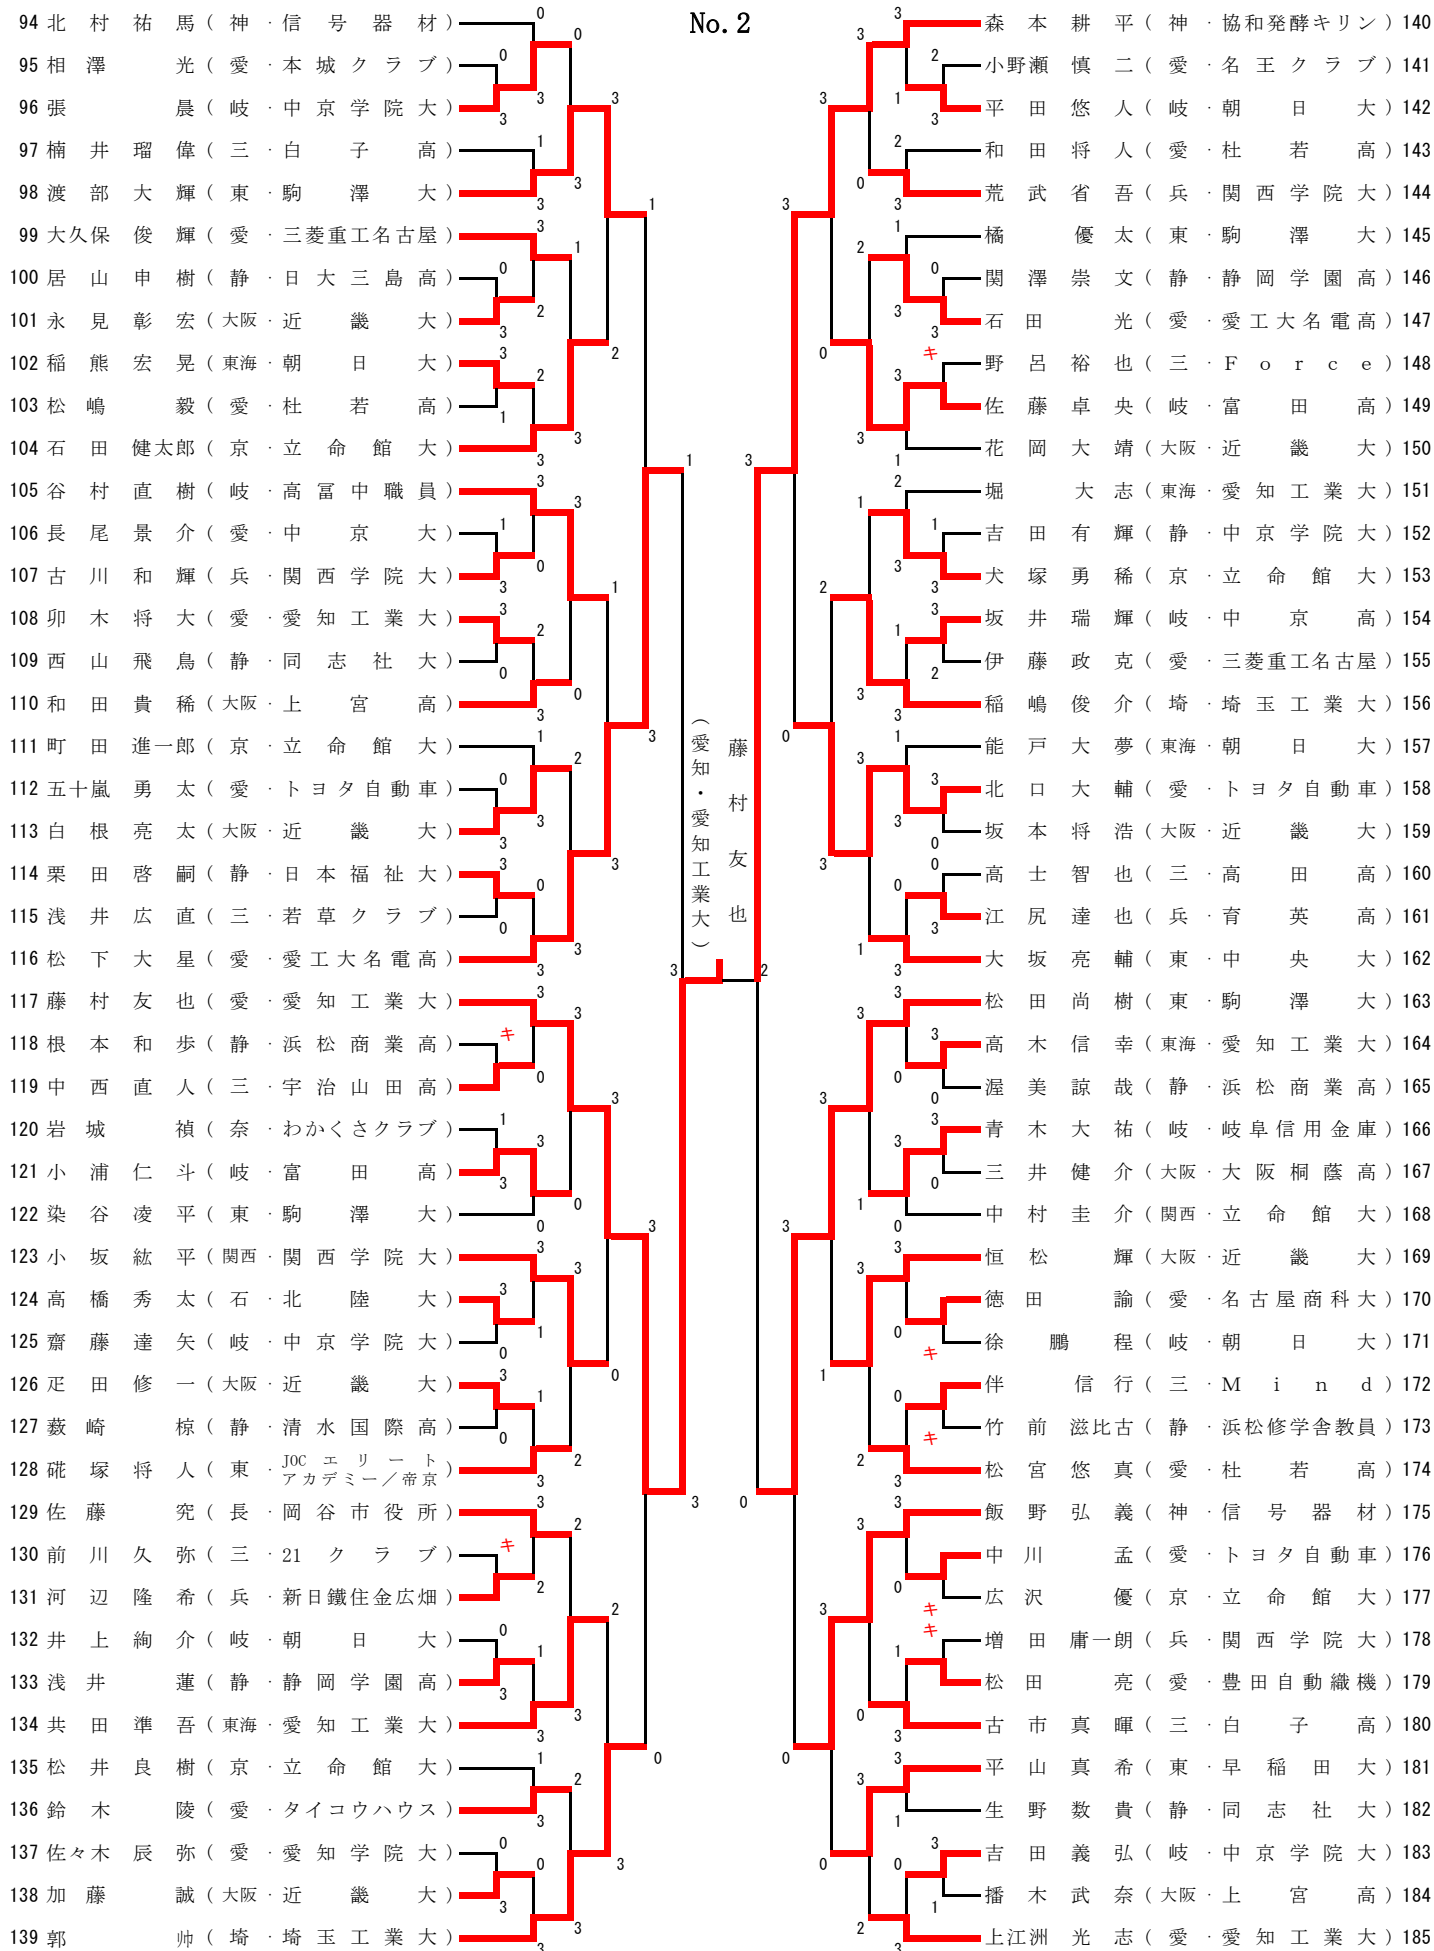 No.2
94 北村祐馬 (神・信号器材)
95 相澤光 (愛・本城クラブ)
96 張晨 (岐・中京学院大)
97 楠井瑠偉 (三・白子高)
98 渡部大輝 (東・駒澤大)
99 大久保俊輝 (愛・三菱重工名古屋)
100 居山申樹 (静・日大三島高)
101 永見彰宏 (大阪・近畿大)
102 稲熊宏晃 (東海・朝日大)
103 松嶋毅 (愛・杜若高)
104 石田健太郎 (京・立命館大)
105 谷村直樹 (岐・高冨中職員)
106 長尾景介 (愛・中京大)
107 古川和輝 (兵・関西学院大)
108 卯木将大 (愛・愛知工業大)
109 西山飛鳥 (静・同志社大)
110 和田貴稀 (大阪・上宮高)
111 町田進一郎 (京・立命館大)
112 五十嵐勇太 (愛・トヨタ自動車)
113 白根亮太 (大阪・近畿大)
114 栗田啓嗣 (静・日本福祉大)
115 浅井広直 (三・若草クラブ)
116 松下大星 (愛・愛工大名電高)
117 藤村友也 (愛・愛知工業大)
118 根本和歩 (静・浜松商業高)
119 中西直人 (三・宇治山田高)
120 岩城禎 (奈・わかくさクラブ)
121 小浦仁斗 (岐・富田高)
122 染谷凌平 (東・駒澤大)
123 小坂紘平 (関西・関西学院大)
124 高橋秀太 (石・北陸大)
125 齋藤達矢 (岐・中京学院大)
126 疋田修一 (大阪・近畿大)
127 薮崎椋 (静・清水国際高)
128 硴塚将人 (東・JOCエリートアカデミー／帝京)
129 佐藤究 (長・岡谷市役所)
130 前川久弥 (三・21クラブ)
131 河辺隆希 (兵・新日鐵住金広畑)
132 井上絢介 (岐・朝日大)
133 浅井蓮 (静・静岡学園高)
134 共田準吾 (東海・愛知工業大)
135 松井良樹 (京・立命館大)
136 鈴木陵 (愛・タイコウハウス)
137 佐々木辰弥 (愛・愛知学院大)
138 加藤誠 (大阪・近畿大)
139 郭帅 (埼・埼玉工業大)
藤村友也
(愛知・愛知工業大)
森本耕平 (神・協和発酵キリン) 140
小野瀬慎二 (愛・名王クラブ) 141
平田悠人 (岐・朝日大) 142
和田将人 (愛・杜若高) 143
荒武省吾 (兵・関西学院大) 144
橘優太 (東・駒澤大) 145
関澤崇文 (静・静岡学園高) 146
石田光 (愛・愛工大名電高) 147
野呂裕也 (三・Force) 148
佐藤卓央 (岐・富田高) 149
花岡大靖 (大阪・近畿大) 150
堀大志 (東海・愛知工業大) 151
吉田有輝 (静・中京学院大) 152
犬塚勇稀 (京・立命館大) 153
坂井瑞輝 (岐・中京高) 154
伊藤政克 (愛・三菱重工名古屋) 155
稲嶋俊介 (埼・埼玉工業大) 156
能戸大夢 (東海・朝日大) 157
北口大輔 (愛・トヨタ自動車) 158
坂本将浩 (大阪・近畿大) 159
高士智也 (三・高田高) 160
江尻達也 (兵・育英高) 161
大坂亮輔 (東・中央大) 162
松田尚樹 (東・駒澤大) 163
高木信幸 (東海・愛知工業大) 164
渥美諒哉 (静・浜松商業高) 165
青木大祐 (岐・岐阜信用金庫) 166
三井健介 (大阪・大阪桐蔭高) 167
中村圭介 (関西・立命館大) 168
恒松輝 (大阪・近畿大) 169
徳田諭 (愛・名古屋商科大) 170
徐鵬程 (岐・朝日大) 171
伴信行 (三・Mind) 172
竹前滋比古 (静・浜松修学舎教員) 173
松宮悠真 (愛・杜若高) 174
飯野弘義 (神・信号器材) 175
中川孟 (愛・トヨタ自動車) 176
広沢優 (京・立命館大) 177
増田庸一朗 (兵・関西学院大) 178
松田亮 (愛・豊田自動織機) 179
古市真暉 (三・白子高) 180
平山真希 (東・早稲田大) 181
生野数貴 (静・同志社大) 182
吉田義弘 (岐・中京学院大) 183
播木武奈 (大阪・上宮高) 184
上江洲光志 (愛・愛知工業大) 185